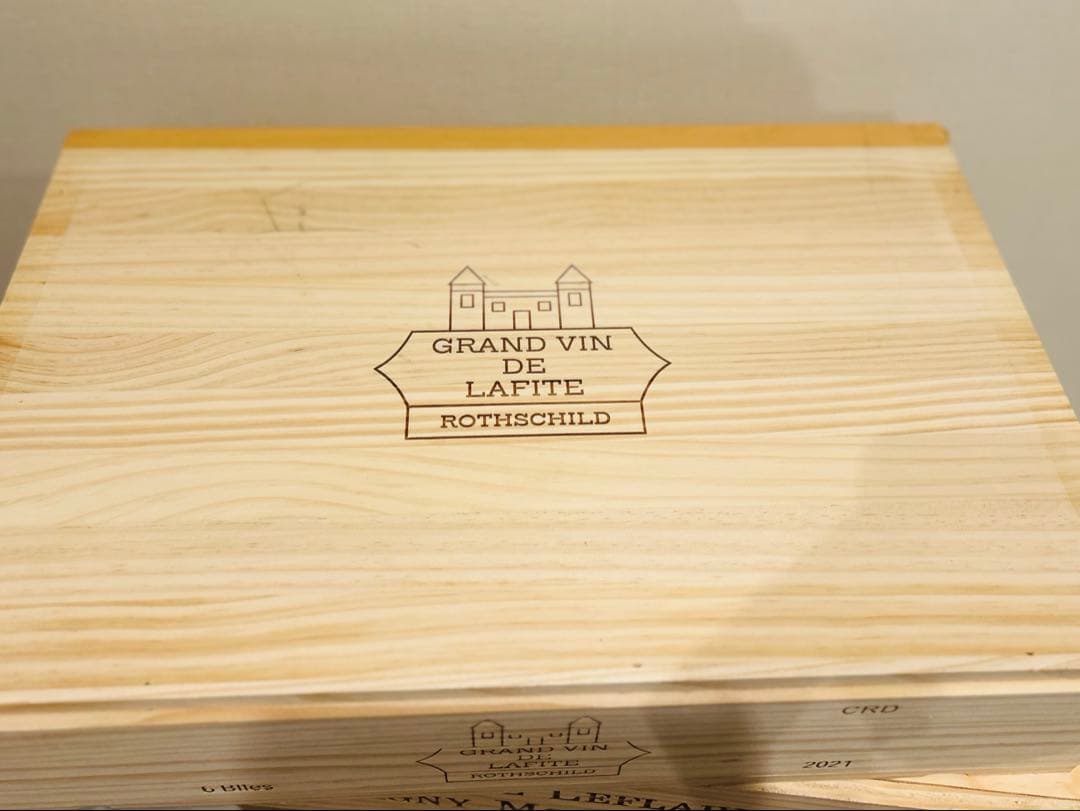 GRAND VIN
DE
LAFITE
ROTHSCHILD
CRD
GRAND VIN
DE
LAFITE
ROTHSCHILD
2021
6 Btles